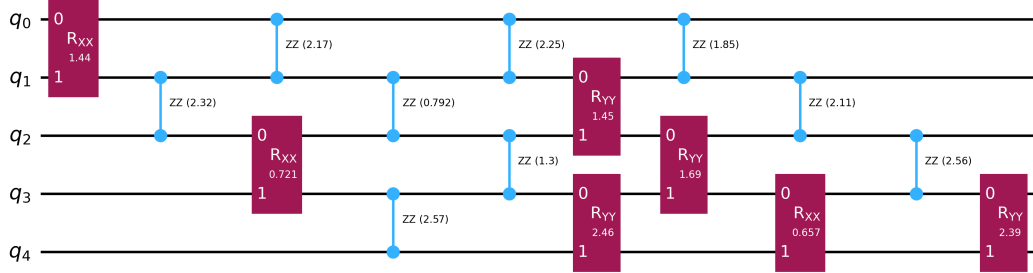 q0
0
RXX
1.44
1
ZZ (2.17)
ZZ (2.25)
ZZ (1.85)
q1
ZZ (2.32)
ZZ (0.792)
0
RYY
1.45
1
ZZ (2.11)
q2
0
RXX
0.721
1
ZZ (1.3)
0
RYY
1.69
1
ZZ (2.56)
q3
ZZ (2.57)
0
RYY
2.46
1
0
RXX
0.657
1
0
RYY
2.39
1
q4